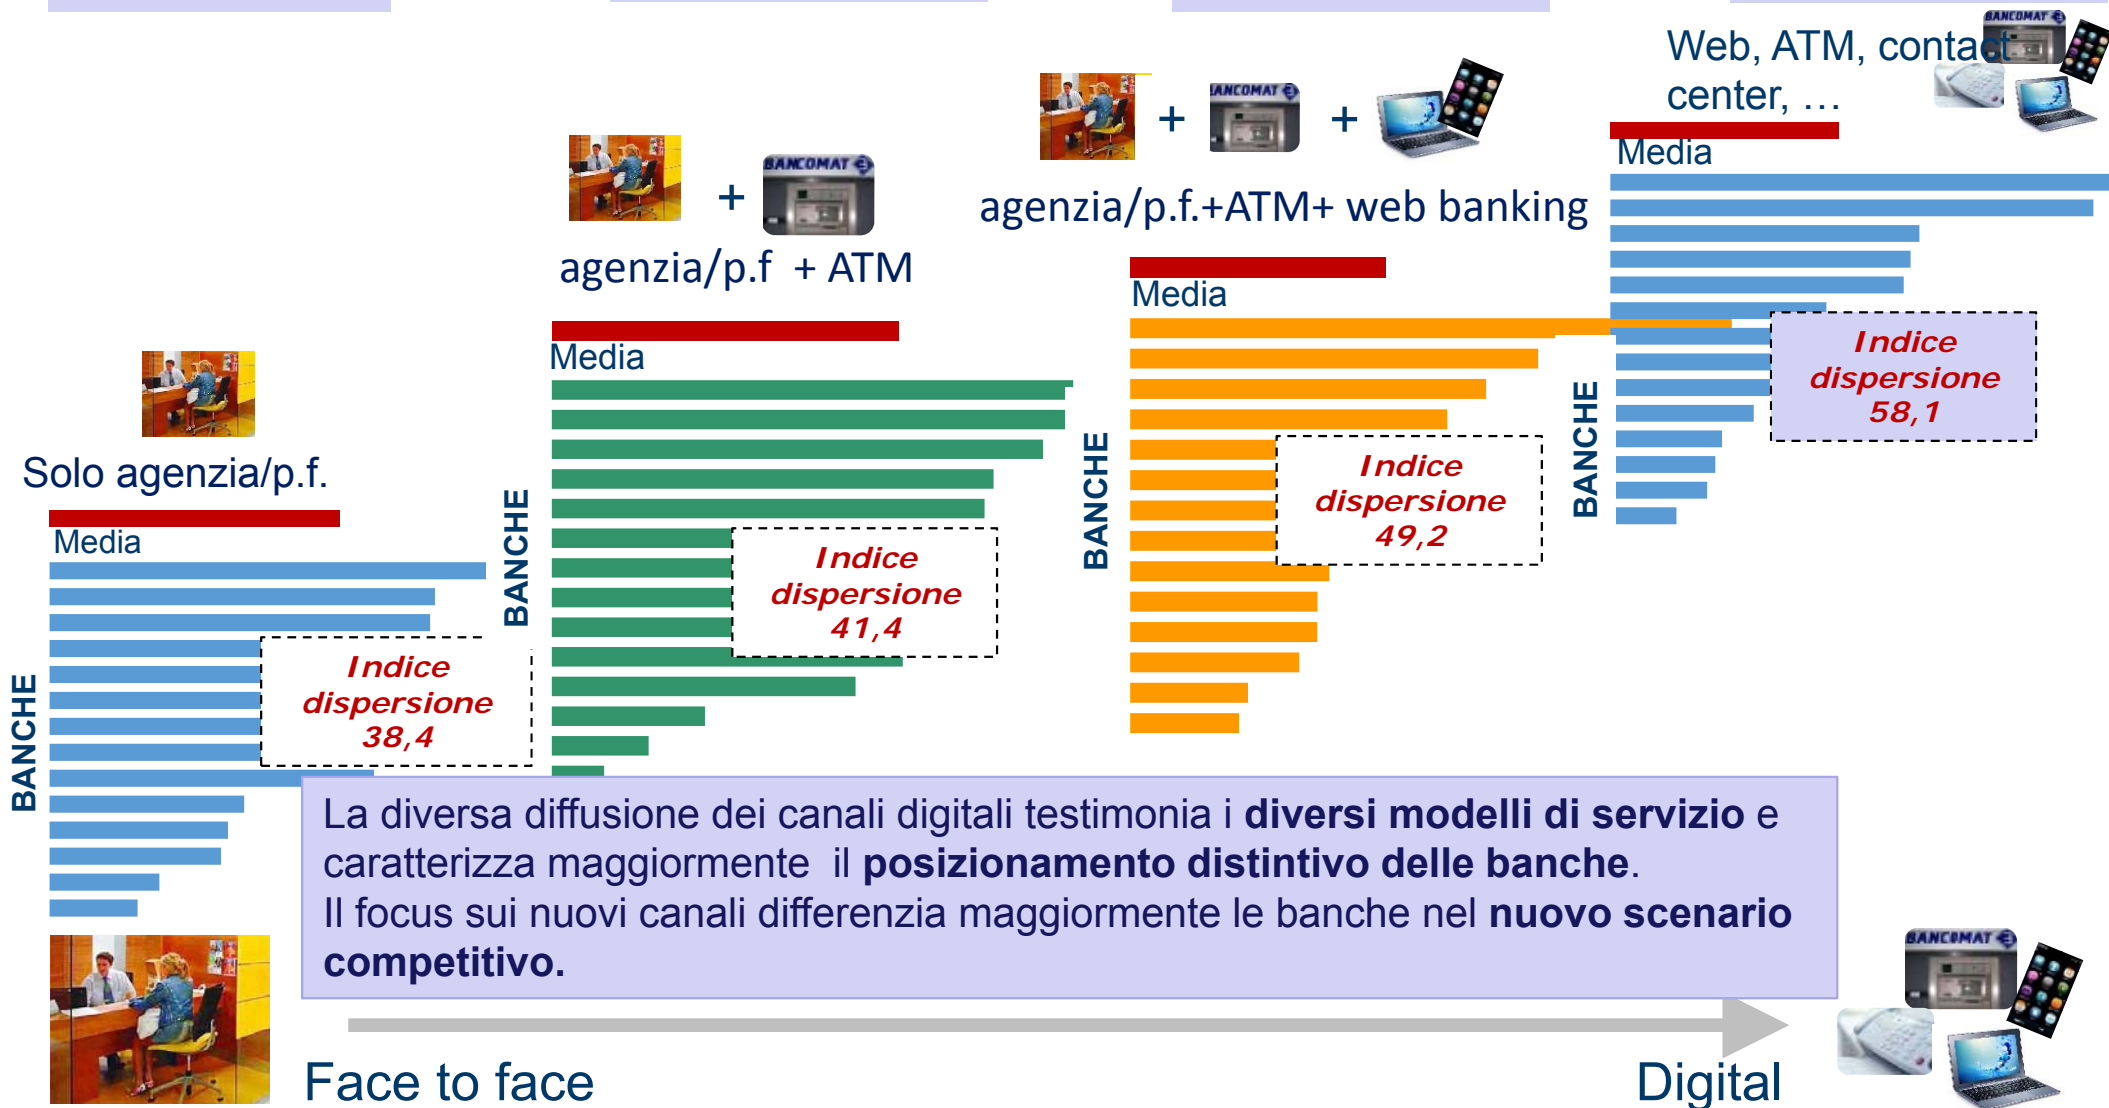 Web, ATM, contact
center, …
BANCOMAT
Media
+
BANCOMAT
+
agenzia/p.f.+ATM+ web banking
Media
+
BANCOMAT
agenzia/p.f + ATM
Media
Solo agenzia/p.f.
Media
BANCHE
Indice
dispersione
38,4
BANCHE
Indice
dispersione
41,4
BANCHE
Indice
dispersione
49,2
BANCHE
Indice
dispersione
58,1
La diversa diffusione dei canali digitali testimonia i diversi modelli di servizio e
caratterizza maggiormente il posizionamento distintivo delle banche.
Il focus sui nuovi canali differenzia maggiormente le banche nel nuovo scenario
competitivo.
BANCOMAT
Face to face
Digital